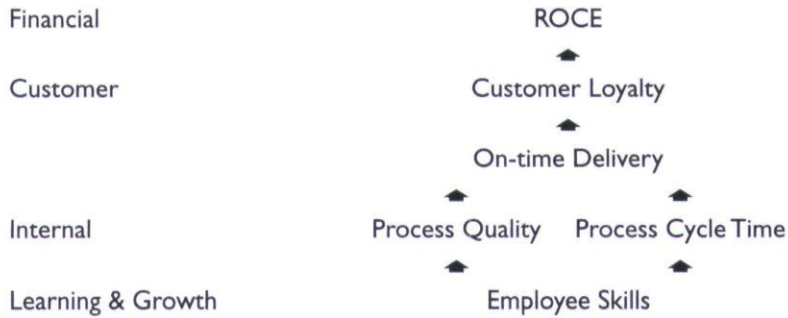 Financial ROCE
Customer Customer Loyalty
On-time Delivery
Internal Process Quality Process Cycle Time
Learning & Growth Employee Skills